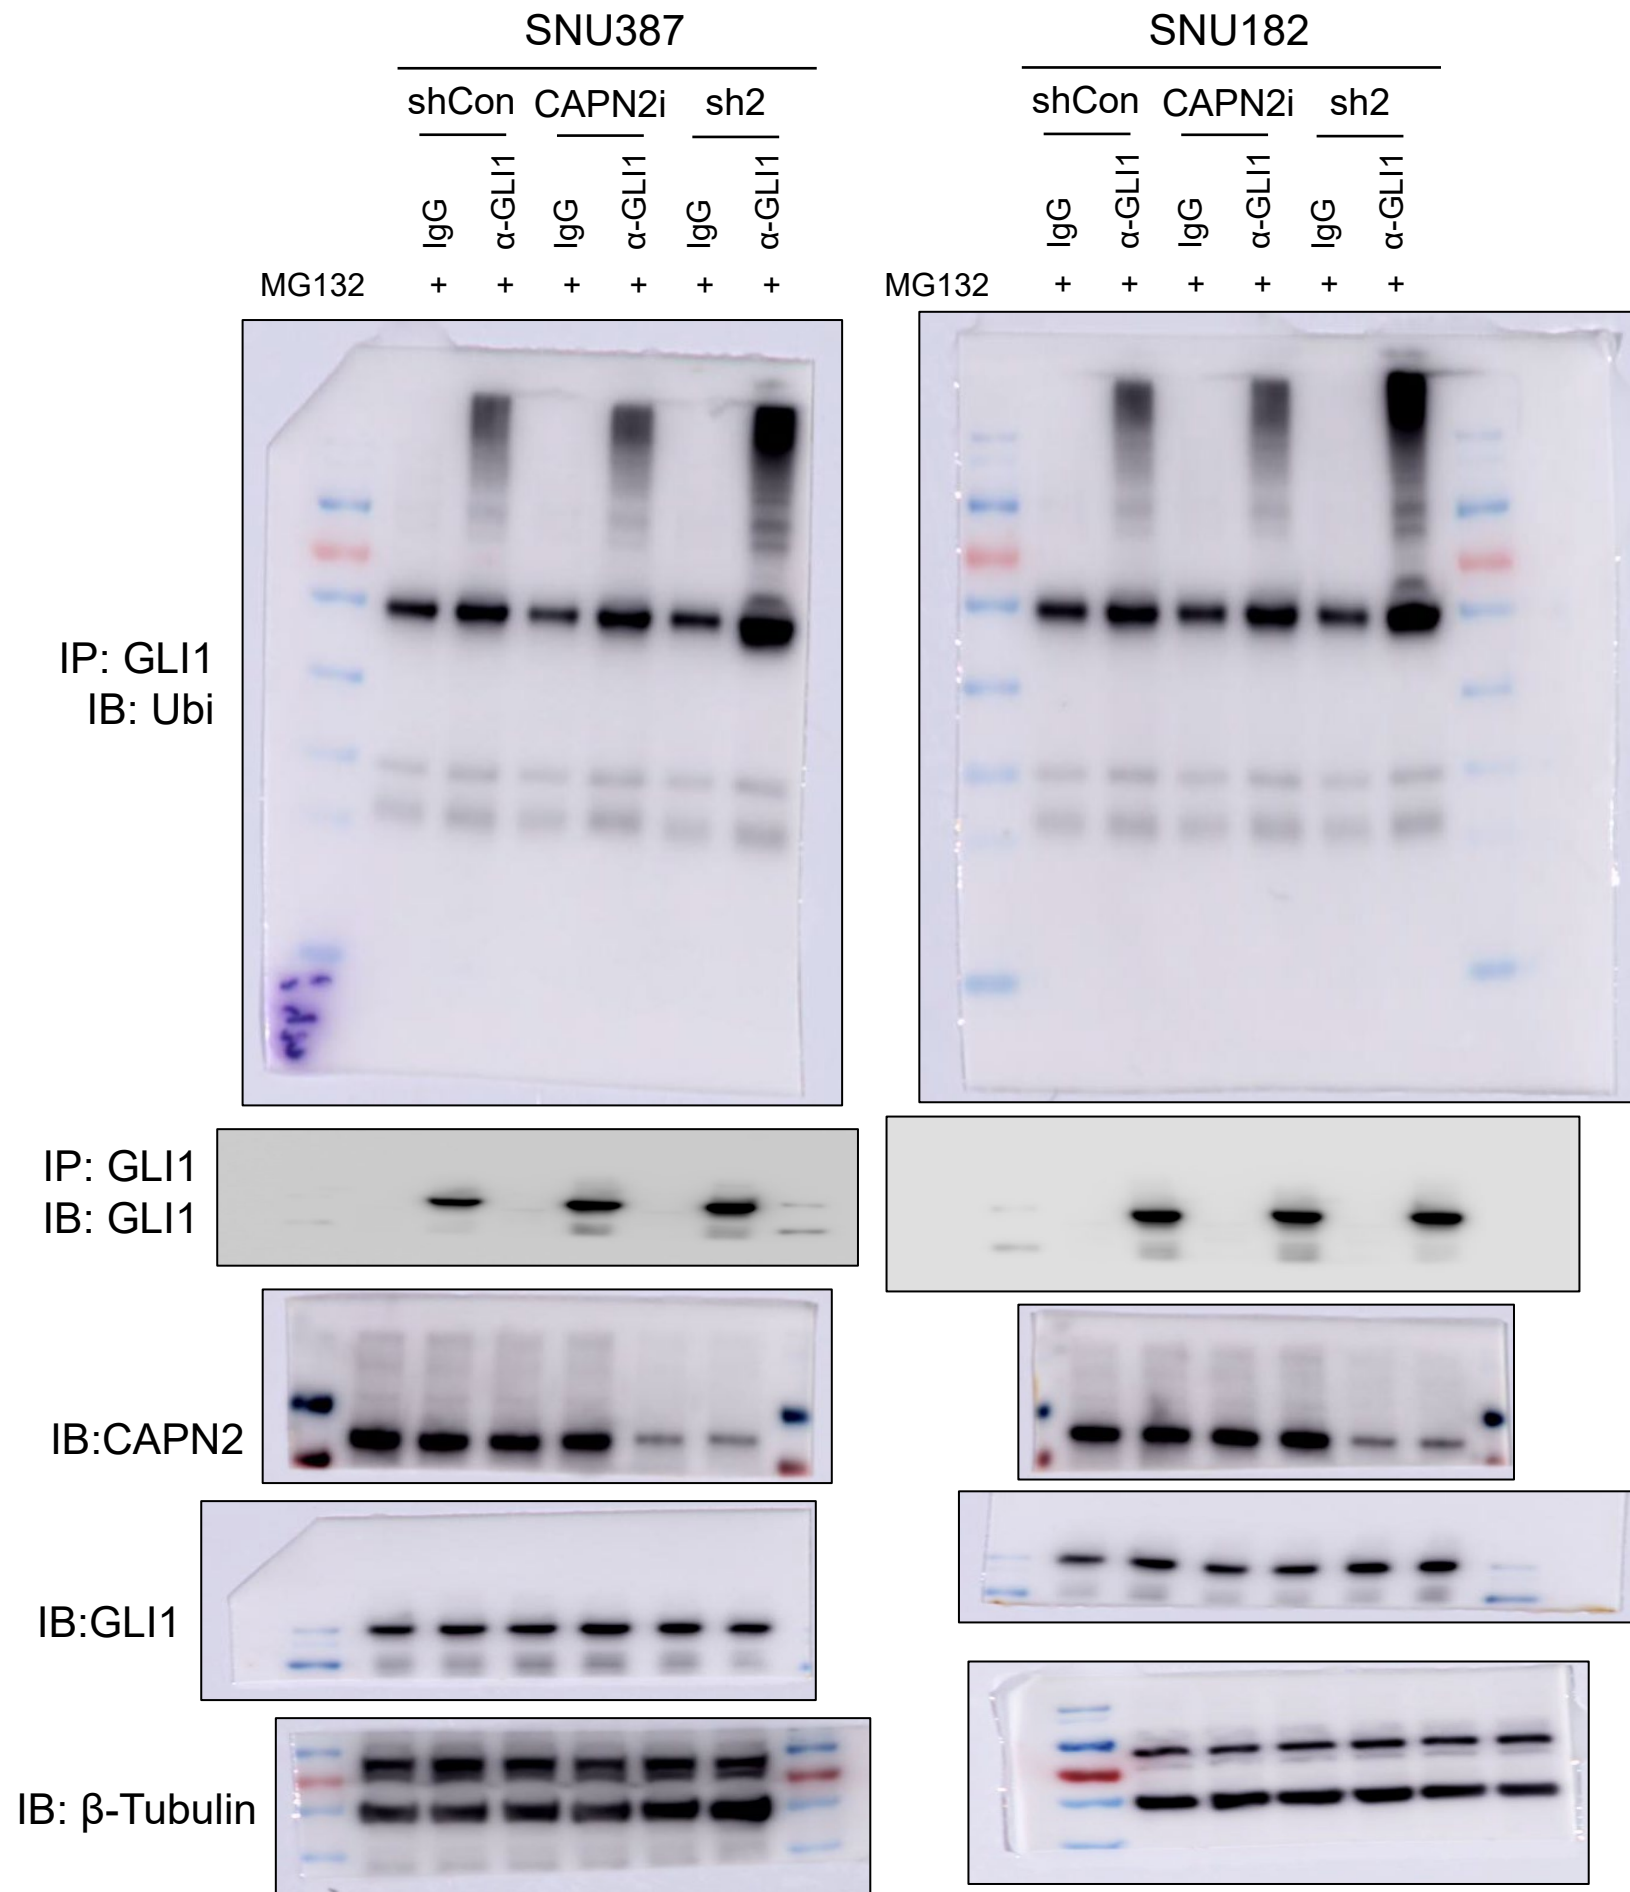 SNU387 SNU182
shCon CAPN2i sh2 shCon CAPN2i sh2
IgG α-GLI1 IgG α-GLI1 IgG α-GLI1 IgG α-GLI1 IgG α-GLI1 IgG α-GLI1
MG132 + + + + + + MG132 + + + + + +
IP: GLI1
IB: Ubi
IP: GLI1
IB: GLI1
IB:CAPN2
IB:GLI1
IB: β-Tubulin